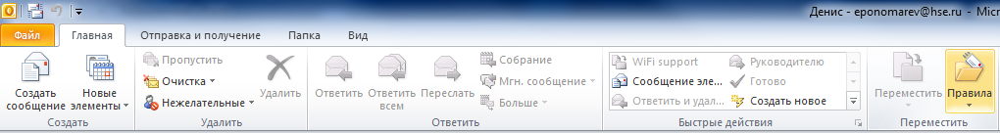 Денис - eponomarev@hse.ru - Micr
Файл Главная Отправка и получение Папка Вид
Создать сообщение
Новые элементы
Создать
Пропустить
Очистка
Нежелательные
Удалить
Удалить
Ответить
Ответить всем
Переслать
Собрание
Мгн. сообщение
Больше
Ответить
WiFi support
Сообщение эле...
Ответить и удал...
Руководителю
Готово
Создать новое
Быстрые действия
Переместить
Правила
Переместить